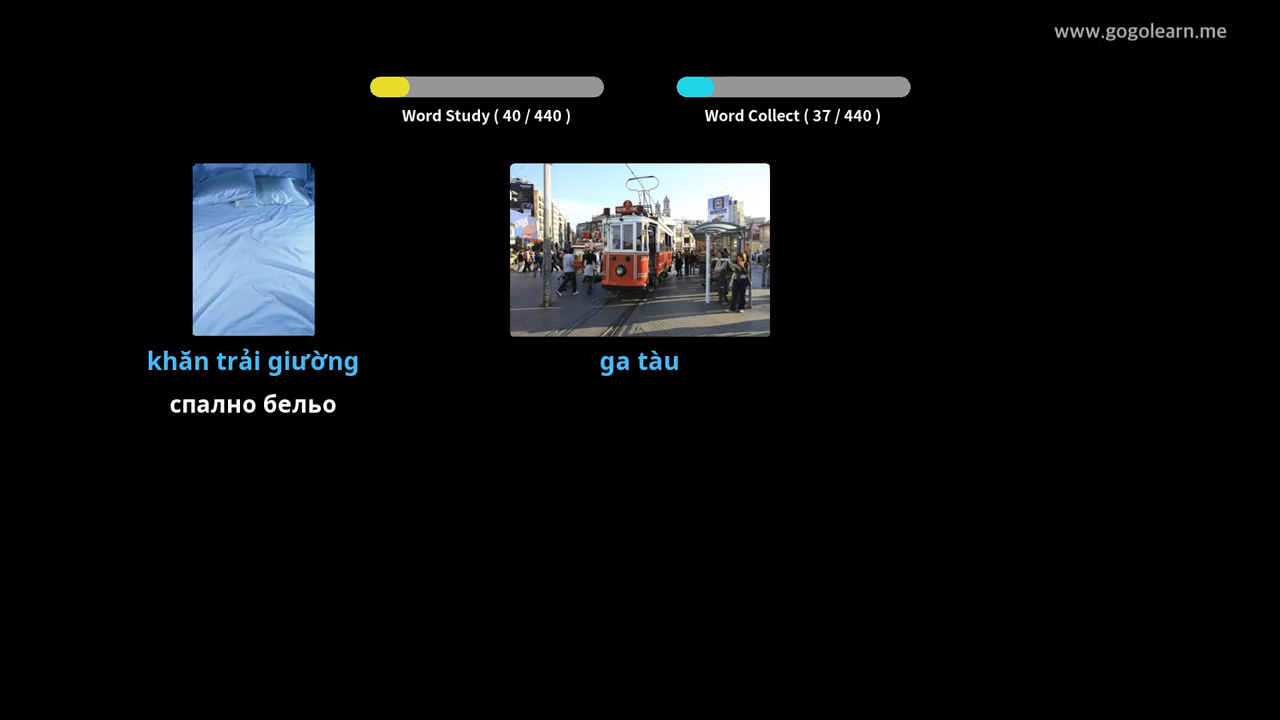 www.gogolearn.me
Word Study ( 40 / 440 )
Word Collect ( 37 / 440 )
khăn trải giường
ga tàu
спално бельо